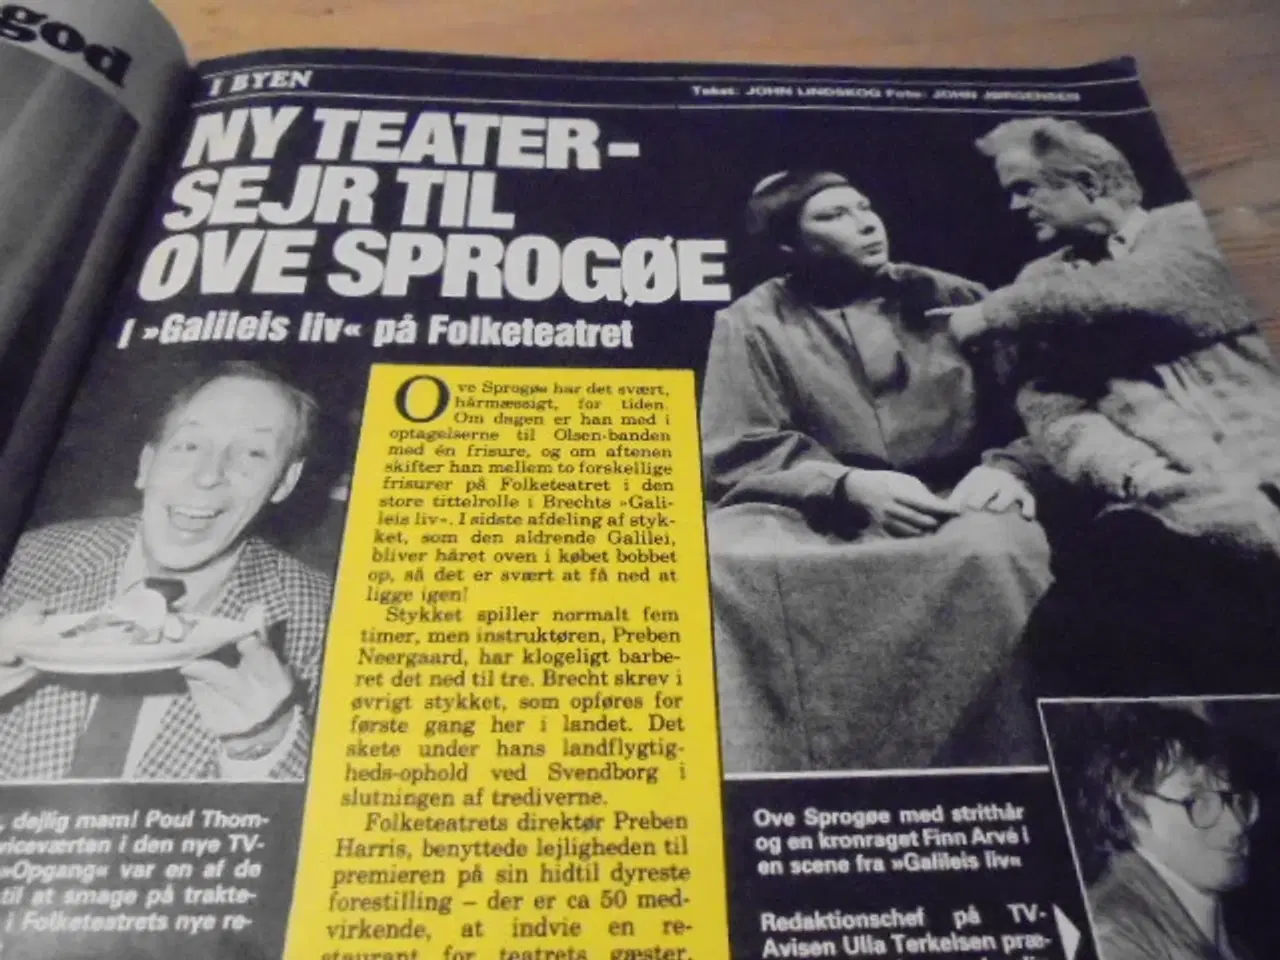 god
I BYEN
Tekst: JOHN LINDSKOG Foto: JOHN JØRGENSEN
NY TEATER-
SEJR TIL
OVE SPROGØE
I »Galileis liv« på Folketeatret
Ove Sprogøe har det svært,
hårmæssigt, for tiden.
Om dagen er han med i
optagelserne til Olsen-banden
med én frisure, og om aftenen
skifter han mellem to forskellige
frisurer på Folketeatret i den
store tittelrolle i Brechts »Gali-
leis liv«. I sidste afdeling af styk-
ket, som den aldrende Galilei,
bliver håret oven i købet bobbet
op, så det er svært at få ned at
ligge igen!
Stykket spiller normalt fem
timer, men instruktøren, Preben
Neergaard, har klogeligt barbe-
ret det ned til tre. Brecht skrev i
øvrigt stykket, som opføres for
første gang her i landet. Det
skete under hans landflygtig-
heds-ophold ved Svendborg i
slutningen af trediverne.
Folketeatrets direktør Preben
Harris, benyttede lejligheden til
premieren på sin hidtil dyreste
forestilling – der er ca 50 med-
virkende, at indvie en re-
staurant for teatrets gæster.
, dejlig mam! Poul Thom-
viceværten i den nye TV-
»Opgang« var en af de
til at smage på trakte-
i Folketeatrets nye re-
Ove Sprogøe med strithår
og en kronraget Finn Arvé i
en scene fra »Galileis liv«
Redaktionschef på TV-
Avisen Ulla Terkelsen præ-